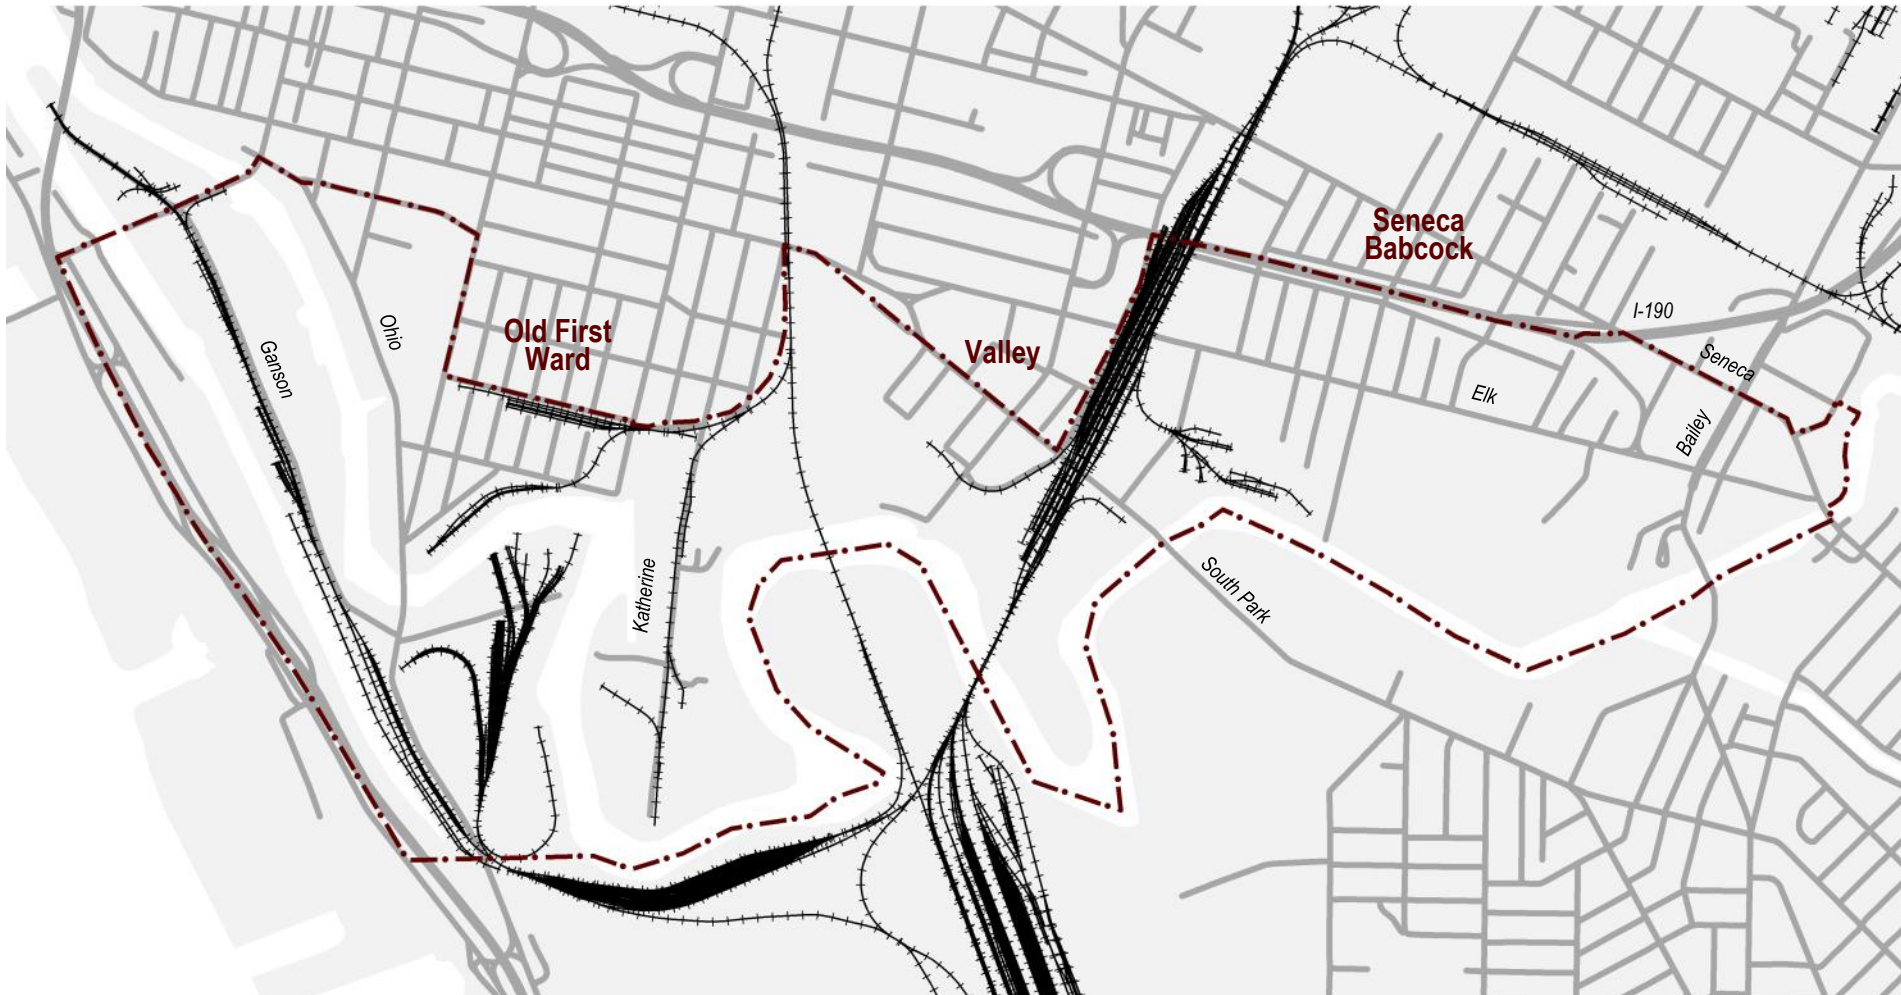 Seneca
Babcock
I-190
Ohio
Old First
Ward
Valley
Ganson
Seneca
Elk
Bailey
Katherine
South Park